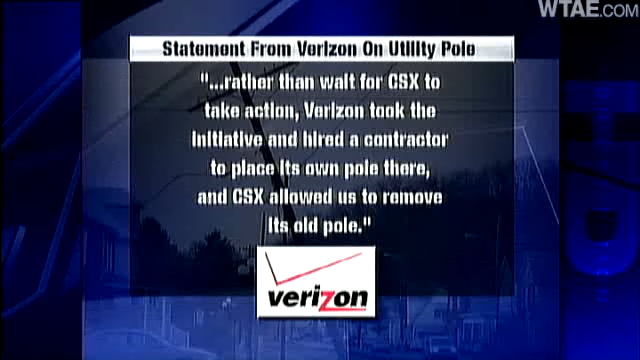 WTAE.COM
Statement From Verizon On Utility Pole
"...rather than wait for CSX to
take action, Verizon took the
initiative and hired a contractor
to place its own pole there,
and CSX allowed us to remove
its old pole."
verizon